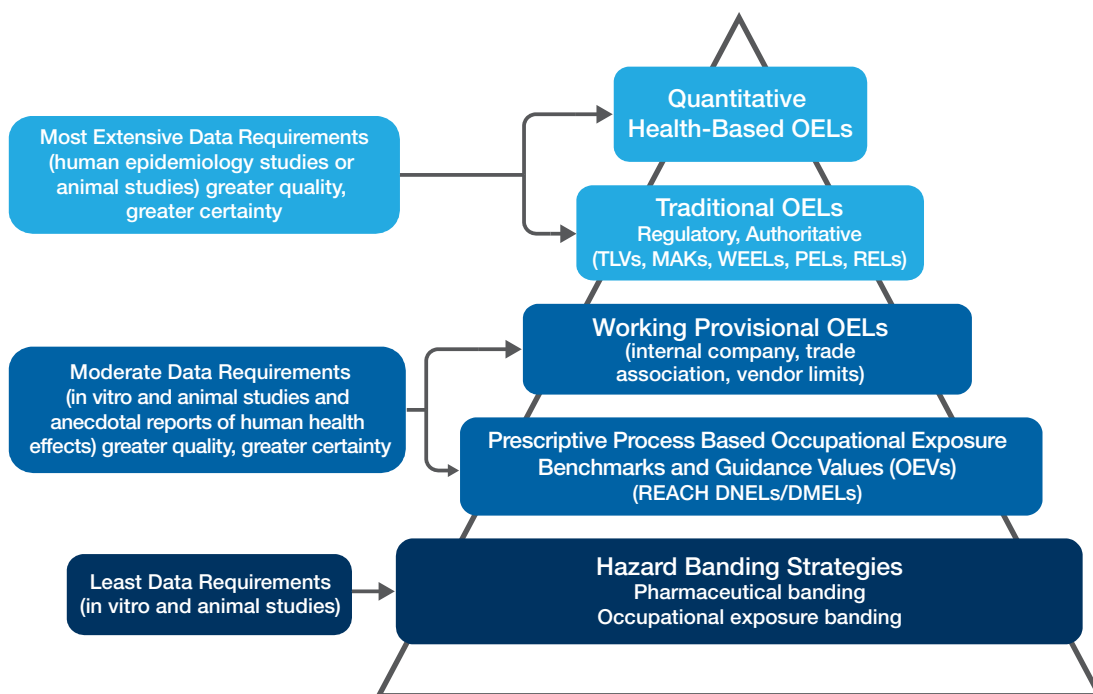 Quantitative
Health-Based OELs
Most Extensive Data Requirements
(human epidemiology studies or
animal studies) greater quality,
greater certainty
Traditional OELs
Regulatory, Authoritative
(TLVs, MAKs, WEELs, PELs, RELs)
Working Provisional OELs
(internal company, trade
association, vendor limits)
Moderate Data Requirements
(in vitro and animal studies and
anecdotal reports of human health
effects) greater quality, greater certainty
Prescriptive Process Based Occupational Exposure
Benchmarks and Guidance Values (OEVs)
(REACH DNELs/DMELs)
Least Data Requirements
(in vitro and animal studies)
Hazard Banding Strategies
Pharmaceutical banding
Occupational exposure banding